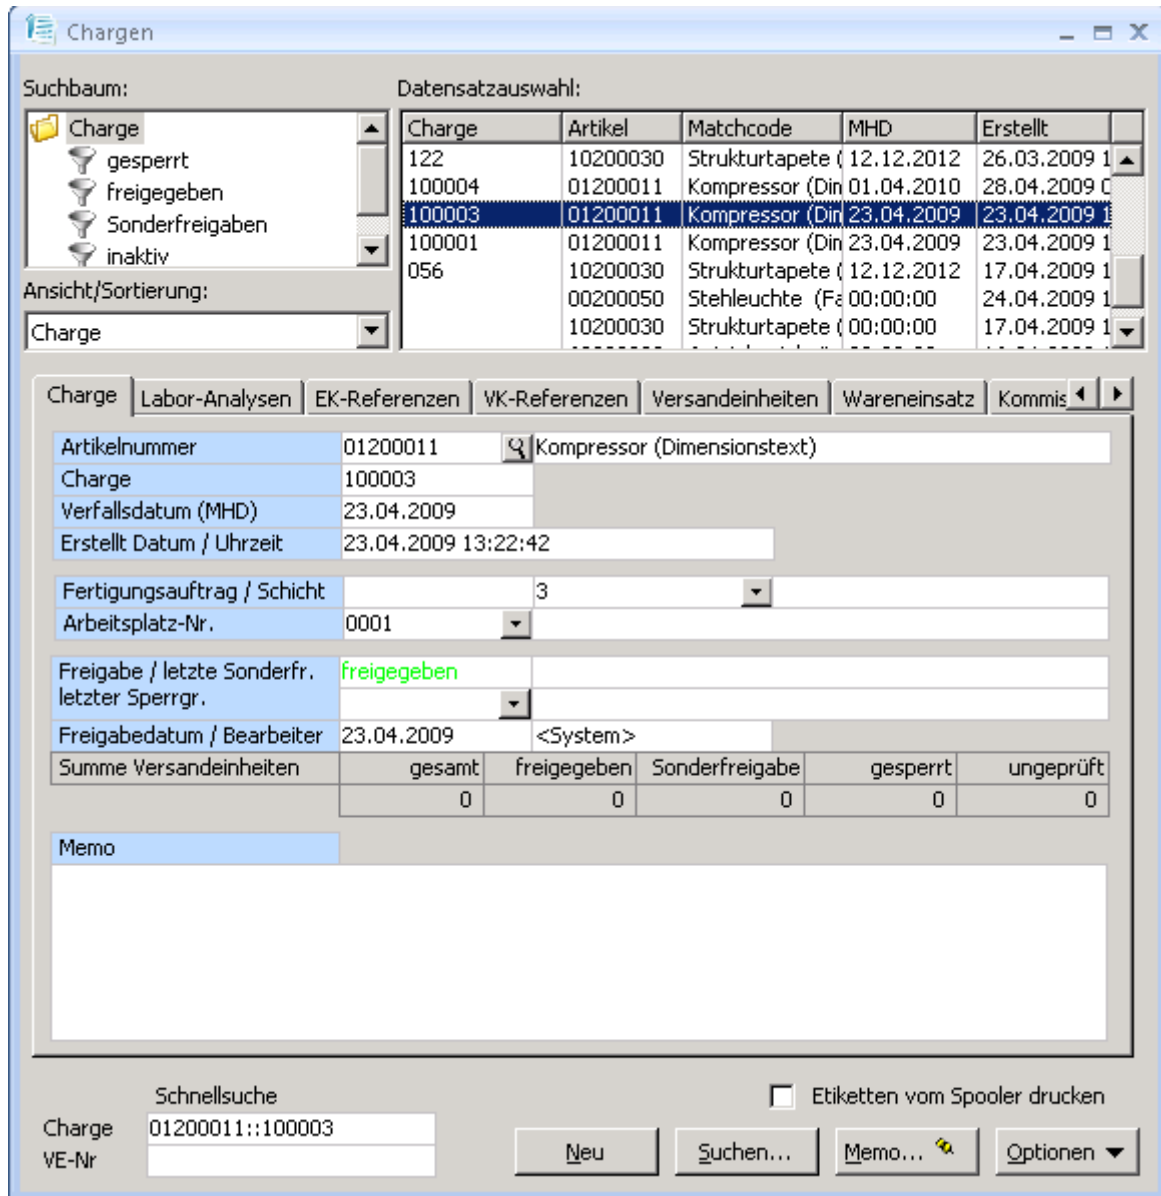 Chargen
Suchbaum:
Charge
gesperrt
freigegeben
Sonderfreigaben
inaktiv
Ansicht/Sortierung:
Charge
Datensatzauswahl:
Charge Artikel Matchcode MHD Erstellt
122 10200030 Strukturtapete ( 12.12.2012 26.03.2009 1
100004 01200011 Kompressor (Din 01.04.2010 28.04.2009 0
100003 01200011 Kompressor (Din 23.04.2009 23.04.2009 1
100001 01200011 Kompressor (Din 23.04.2009 23.04.2009 1
056 10200030 Strukturtapete ( 12.12.2012 17.04.2009 1
00200050 Stehleuchte (Fa 00:00:00 24.04.2009 1
10200030 Strukturtapete ( 00:00:00 17.04.2009 1
Charge Labor-Analysen EK-Referenzen VK-Referenzen Versandeinheiten Wareneinsatz Kommis
Artikelnummer 01200011 Kompressor (Dimensionstext)
Charge 100003
Verfallsdatum (MHD) 23.04.2009
Erstellt Datum / Uhrzeit 23.04.2009 13:22:42
Fertigungsauftrag / Schicht 3
Arbeitsplatz-Nr. 0001
Freigabe / letzte Sonderfr. freigegeben
letzter Sperrgr.
Freigabedatum / Bearbeiter 23.04.2009 <System>
Summe Versandeinheiten gesamt freigegeben Sonderfreigabe gesperrt ungeprüft
0 0 0 0 0
Memo
Schnellsuche
Charge 01200011::100003
VE-Nr
Etiketten vom Spooler drucken
Neu Suchen... Memo... Optionen